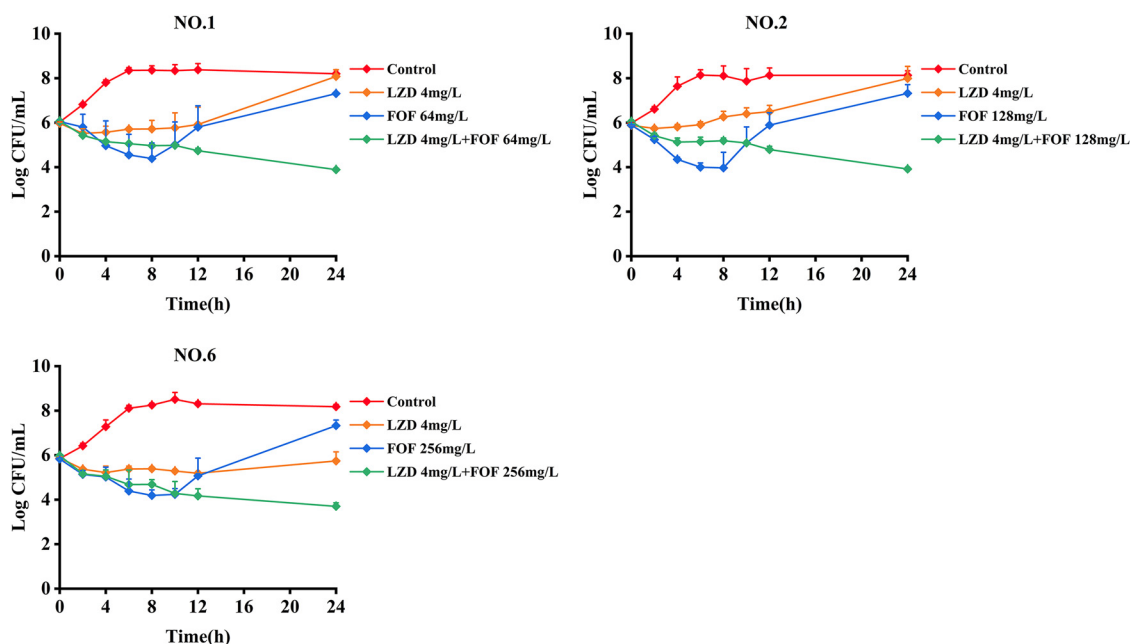 NO.1
Log CFU/mL
10
8
6
4
2
0
0 4 8 12 16 20 24
Time(h)
Control
LZD 4mg/L
FOF 64mg/L
LZD 4mg/L+FOF 64mg/L
NO.2
Log CFU/mL
10
8
6
4
2
0
0 4 8 12 16 20 24
Time(h)
Control
LZD 4mg/L
FOF 128mg/L
LZD 4mg/L+FOF 128mg/L
NO.6
Log CFU/mL
10
8
6
4
2
0
0 4 8 12 16 20 24
Time(h)
Control
LZD 4mg/L
FOF 256mg/L
LZD 4mg/L+FOF 256mg/L